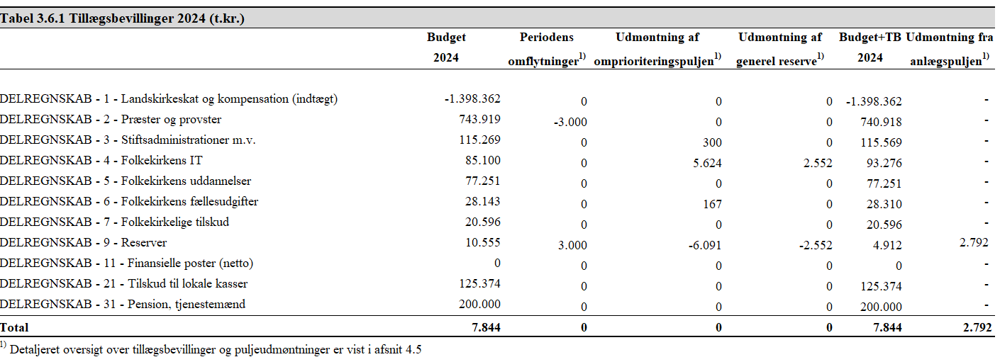 Tabel 3.6.1 Tillægsbevillinger 2024 (t.kr.)
Budget Periodens Udmøntning af Udmøntning af Budget+TB Udmøntning fra
2024 omflytninger1) omprioriteringspuljen1) generel reserve1) 2024 anlægspuljen1)
DELREGNSKAB - 1 - Landskirkeskat og kompensation (indtægt) -1.398.362 0 0 0 -1.398.362 -
DELREGNSKAB - 2 - Præster og provster 743.919 -3.000 0 0 740.918 -
DELREGNSKAB - 3 - Stiftsadministrationer m.v. 115.269 0 300 0 115.569 -
DELREGNSKAB - 4 - Folkekirkens IT 85.100 0 5.624 2.552 93.276 -
DELREGNSKAB - 5 - Folkekirkens uddannelser 77.251 0 0 0 77.251 -
DELREGNSKAB - 6 - Folkekirkens fællesudgifter 28.143 0 167 0 28.310 -
DELREGNSKAB - 7 - Folkekirkelige tilskud 20.596 0 0 0 20.596 -
DELREGNSKAB - 9 - Reserver 10.555 3.000 -6.091 -2.552 4.912 2.792
DELREGNSKAB - 11 - Finansielle poster (netto) 0 0 0 0 0 -
DELREGNSKAB - 21 - Tilskud til lokale kasser 125.374 0 0 0 125.374 -
DELREGNSKAB - 31 - Pension, tjenestemænd 200.000 0 0 0 200.000 -
Total 7.844 0 0 0 7.844 2.792
1) Detaljeret oversigt over tillægsbevillinger og puljeudmøntninger er vist i afsnit 4.5